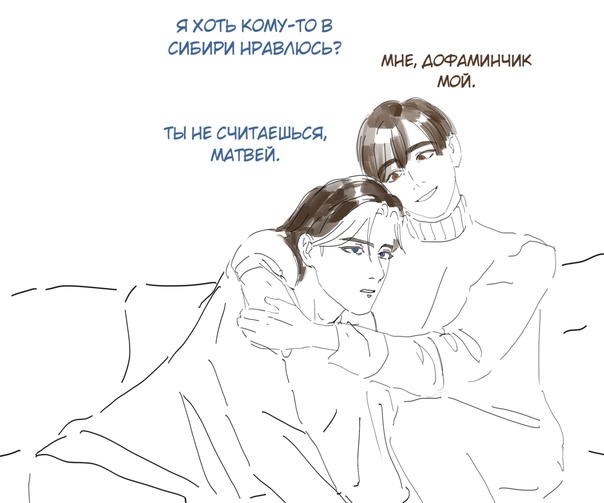 Я ХОТЬ КОМУ-ТО В
СИБИРИ НРАВЛЮСЬ?
МНЕ, ДОФАМИНЧИК
МОЙ.
ТЫ НЕ СЧИТАЕШЬСЯ,
МАТВЕЙ.